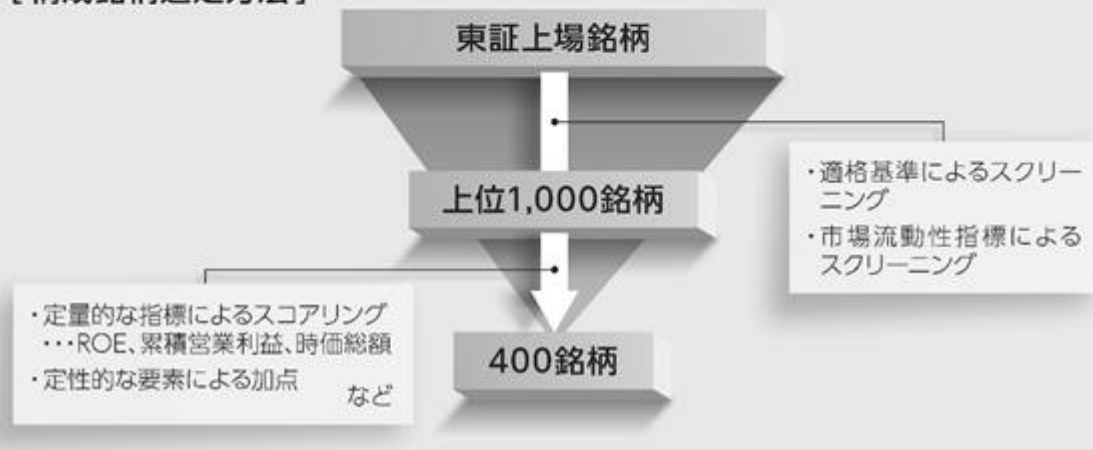 東証上場銘柄
・適格基準によるスクリー
ニング
・市場流動性指標による
スクリーニング
上位1,000銘柄
・定量的な指標によるスコアリング
・・・ROE、累積営業利益、時価総額
・定性的な要素による加点
など
400銘柄